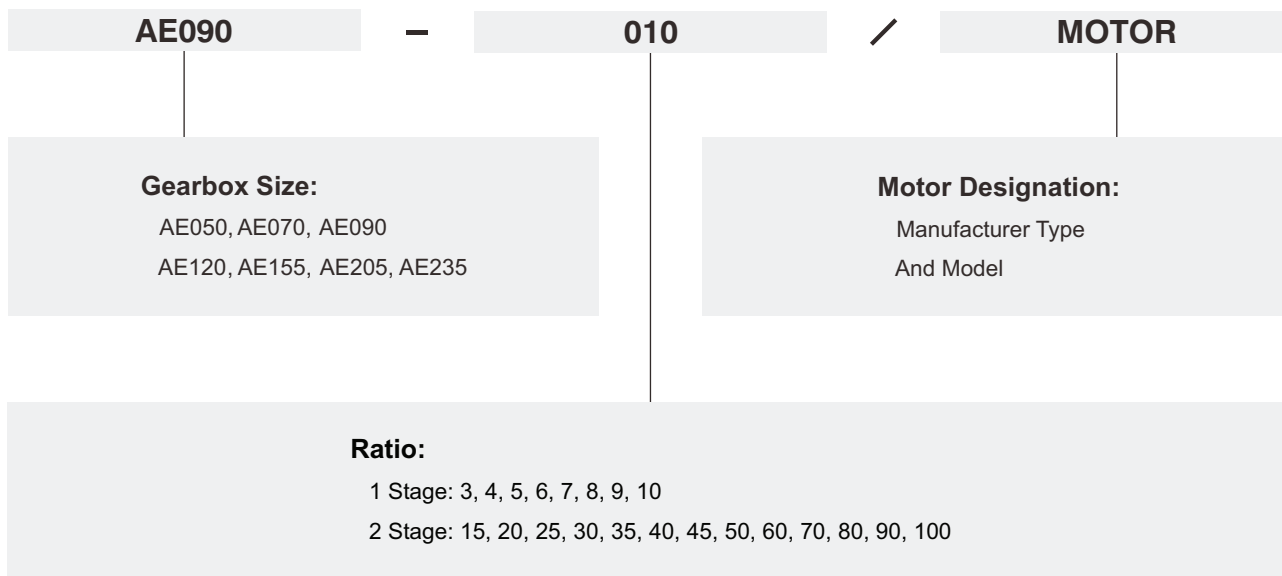 AE090 – 010 / MOTOR
Gearbox Size:
AE050, AE070, AE090
AE120, AE155, AE205, AE235
Motor Designation:
Manufacturer Type
And Model
Ratio:
1 Stage: 3, 4, 5, 6, 7, 8, 9, 10
2 Stage: 15, 20, 25, 30, 35, 40, 45, 50, 60, 70, 80, 90, 100